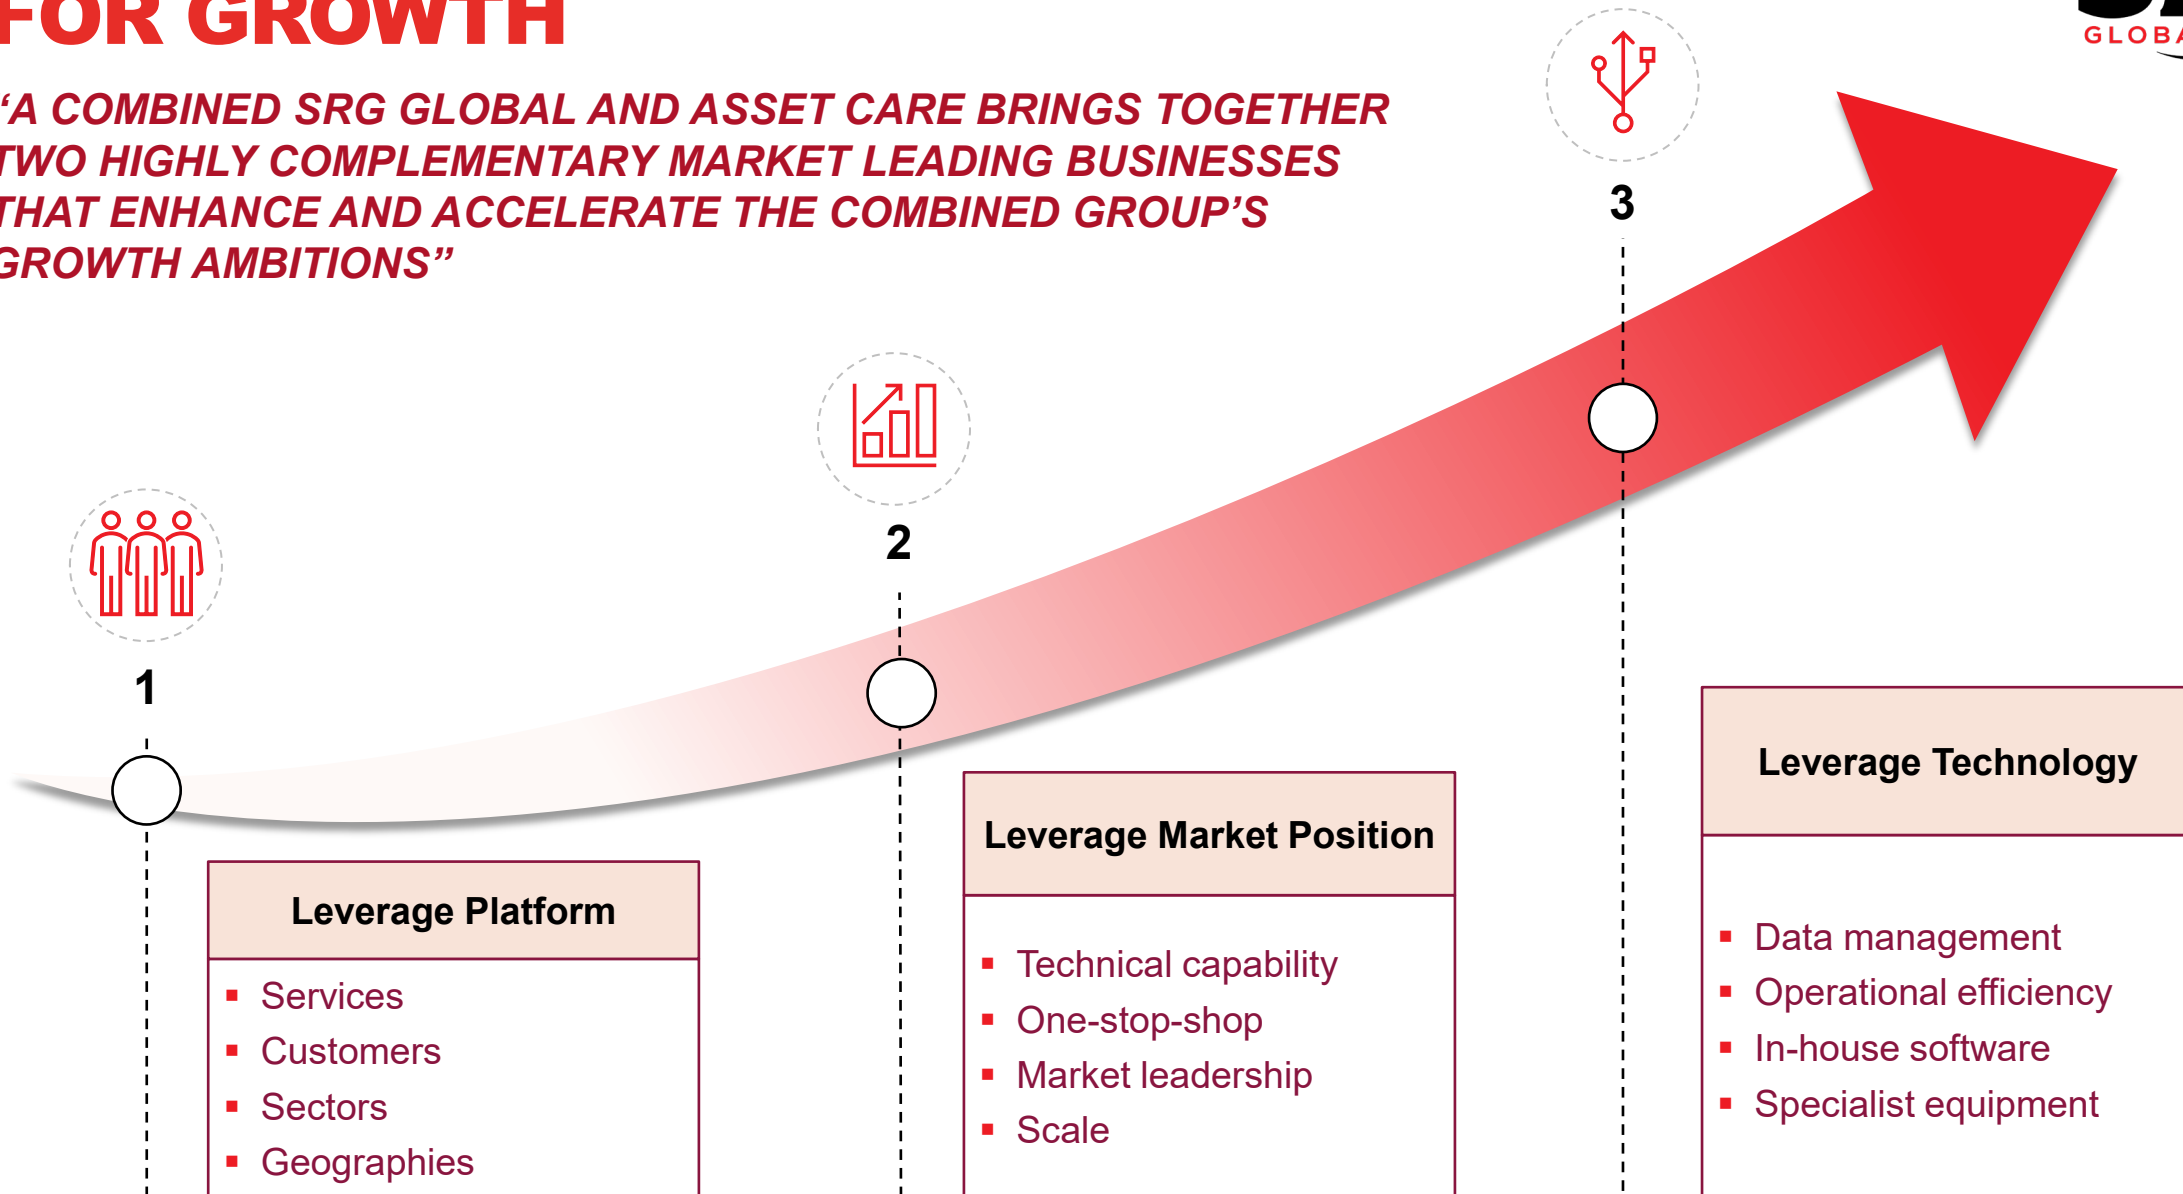 FOR GROWTH
GLOBA
‘A COMBINED SRG GLOBAL AND ASSET CARE BRINGS TOGETHER
TWO HIGHLY COMPLEMENTARY MARKET LEADING BUSINESSES
THAT ENHANCE AND ACCELERATE THE COMBINED GROUP’S
GROWTH AMBITIONS”
3
2
1
Leverage Platform
▪ Services
▪ Customers
▪ Sectors
▪ Geographies
Leverage Market Position
▪ Technical capability
▪ One-stop-shop
▪ Market leadership
▪ Scale
Leverage Technology
▪ Data management
▪ Operational efficiency
▪ In-house software
▪ Specialist equipment